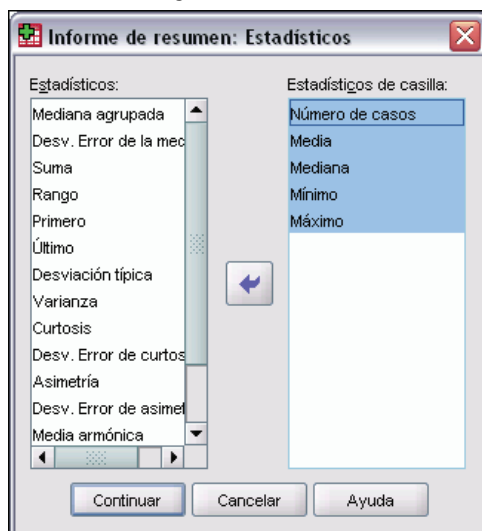 Informe de resumen: Estadísticos
Estadísticos:
Mediana agrupada
Desv. Error de la mec
Suma
Rango
Primero
Último
Desviación típica
Varianza
Curtosis
Desv. Error de curtos
Asimetría
Desv. Error de asimet
Media armónica
Estadísticos de casilla:
Número de casos
Media
Mediana
Mínimo
Máximo
Continuar
Cancelar
Ayuda